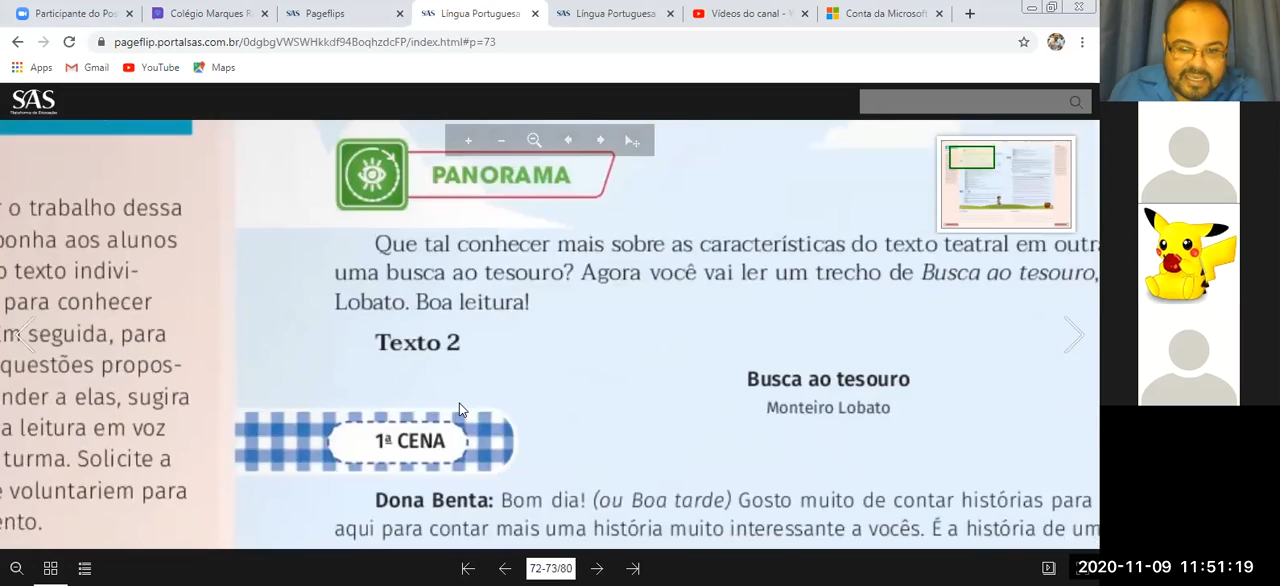 Participante do Pos
Colégio Marques R
Pageflips
Língua Portuguesa
Língua Portuguesa
Vídeos do canal - Y
Conta da Microsof
pageflip.portalsas.com.br/0dgbgVWSWHkkdf94BoqhzdcFP/index.html#p=73
Apps
Gmail
YouTube
Maps
SAS
Plataforma de Educação
r o trabalho dessa
ponha aos alunos
o texto indivi-
para conhecer
Em seguida, para
questões propos-
nder a elas, sugira
a leitura em voz
turma. Solicite a
e voluntariem para
ento.
PANORAMA
Que tal conhecer mais sobre as características do texto teatral em outr
uma busca ao tesouro? Agora você vai ler um trecho de Busca ao tesouro,
Lobato. Boa leitura!
Texto 2
Busca ao tesouro
Monteiro Lobato
1ª CENA
Dona Benta: Bom dia! (ou Boa tarde) Gosto muito de contar histórias para
aqui para contar mais uma história muito interessante a vocês. É a história de um
72-73/80
2020-11-09 11:51:19